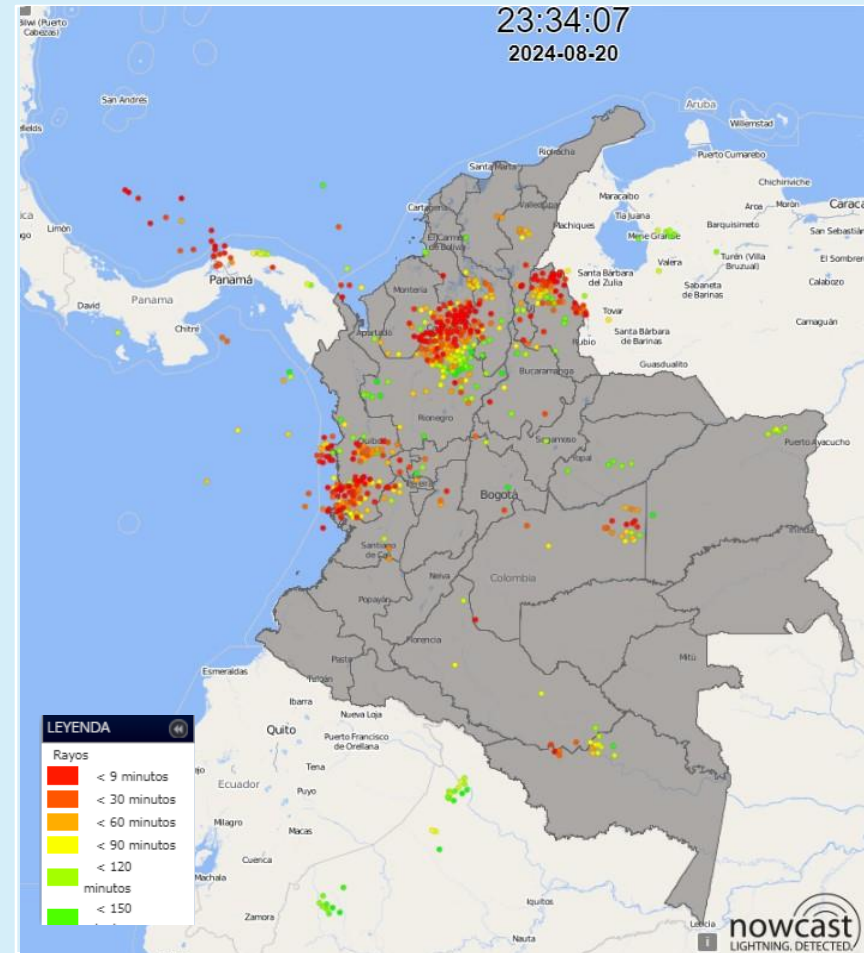 23:34:07
2024-08-20
Bilwi (Puerto
Cabezas)
San Andrés
Aruba
Willemstad
Riohacha
Santa Marta
Puerto Cumarebo
Maracaibo
Chichiriviche
Cartagena
Valledupar
Tía Juana
Aroa
Morón
Carac
Limón
Machiques
Barquisimeto
San Sebastián
El Carmen
de Bolívar
Mene Grande
Valera
Turén (Villa
Bruzual)
El Sombrero
Panamá
Santa Bárbara
del Zulia
Sabaneta
de Barinas
Calabozo
David
Panama
Montería
Tovar
Camaguán
Chitré
Apartadó
Rubio
Santa Bárbara
de Barinas
Guasdualito
Bucaramanga
Rionegro
Quibdó
Sogamoso
Puerto Ayacucho
Yopal
Pereira
Bogotá
Inírida
Santiago
de Cali
Neiva
Colombia
Popayán
Florencia
Mitú
Pasto
Esmeraldas
Ibarra
Nueva Loja
Quito
Puerto Francisco
de Orellana
Tena
Ecuador
Puyo
Milagro
Macas
Cuenca
Machala
Zamora
Iquitos
Nauta
Leticia
LEYENDA
Rayos
< 9 minutos
< 30 minutos
< 60 minutos
< 90 minutos
< 120
minutos
< 150
i
nowcast
LIGHTNING. DETECTED.